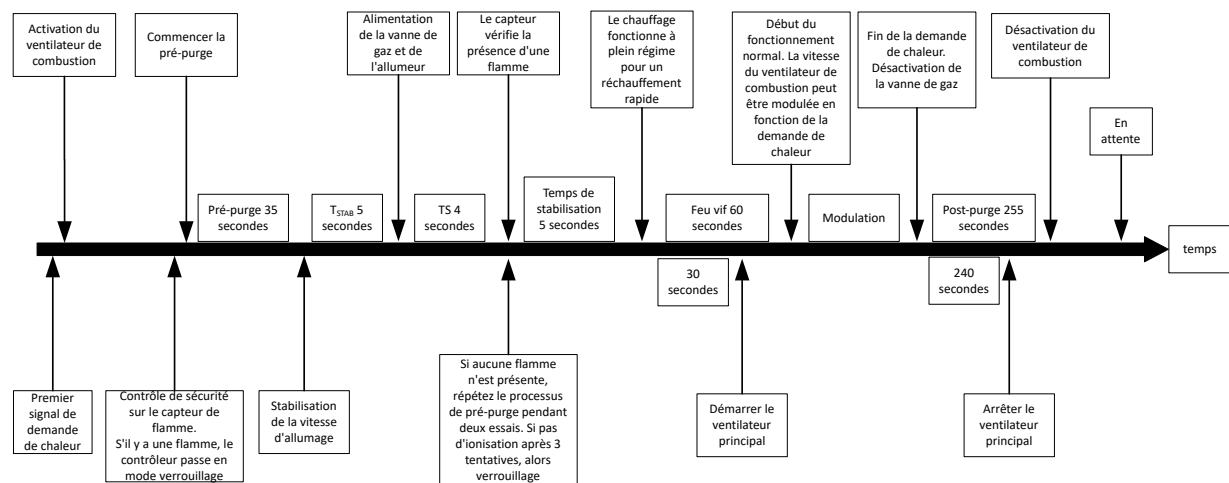 Activation du
ventilateur de
combustion
Commencer la
pré-purge
Alimentation
de la vanne de
gaz et de
l'allumeur
Le capteur
vérifie la
présence d'une
flamme
Le chauffage
fonctionne à
plein régime
pour un
réchauffement
rapide
Début du
fonctionnement
normal. La vitesse
du ventilateur de
combustion peut
être modulée en
fonction de la
demande de
chaleur
Fin de la demande
de chaleur.
Désactivation de
la vanne de gaz
Désactivation du
ventilateur de
combustion
En
attente
Pré-purge 35
secondes
TSTAB 5
secondes
TS 4
secondes
Temps de
stabilisation
5 secondes
Feu vif 60
secondes
Modulation
Post-purge 255
secondes
temps
30
secondes
240
secondes
Premier
signal de
demande
de chaleur
Contrôle de sécurité
sur le capteur de
flamme.
S'il y a une flamme, le
contrôleur passe en
mode verrouillage
Stabilisation
de la vitesse
d'allumage
Si aucune flamme
n'est présente,
répétez le processus
de pré-purge pendant
deux essais. Si pas
d'ionisation après 3
tentatives, alors
verrouillage
Démarrer le
ventilateur
principal
Arrêter le
ventilateur
principal